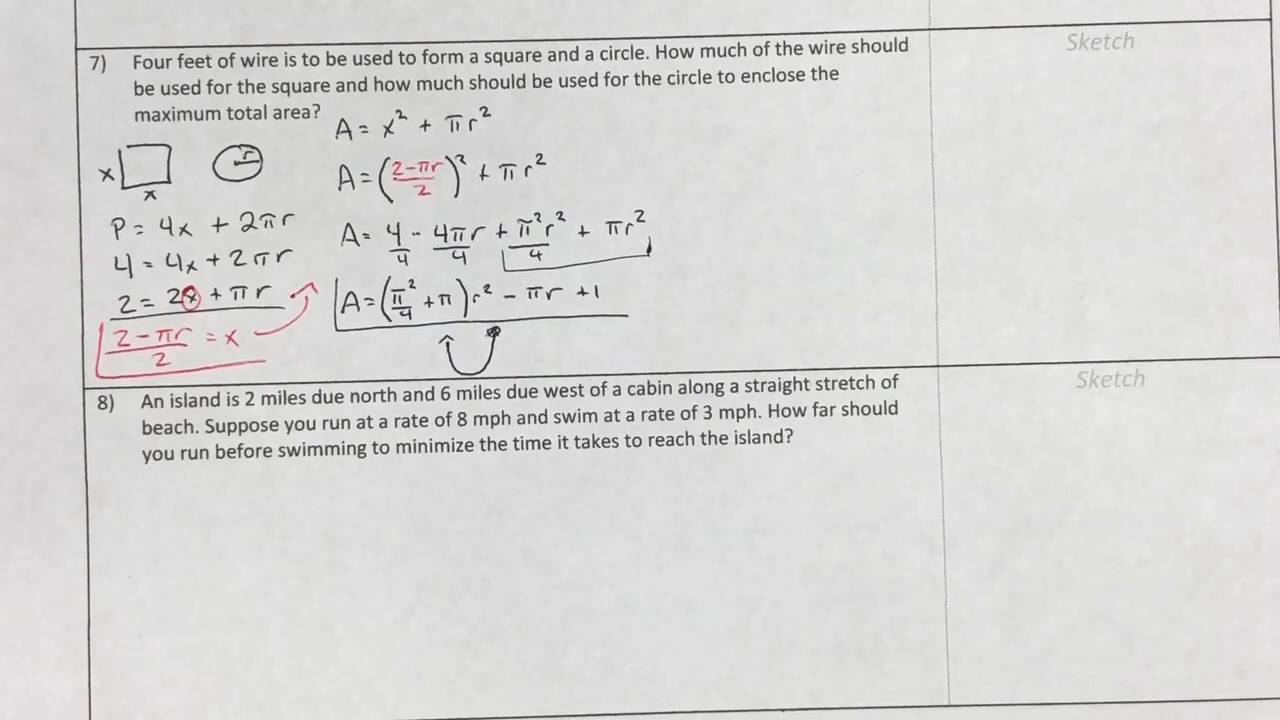 7) Four feet of wire is to be used to form a square and a circle. How much of the wire should
be used for the square and how much should be used for the circle to enclose the
maximum total area?
Sketch
x
x
r
P = 4x + 2πr
4 = 4x + 2πr
2 = 2x + πr
(2-πr)/2 = x
A = x² + πr²
A = ((2-πr)/2)² + πr²
A = 4/4 - 4πr/4 + π²r²/4 + πr²
A = (π²/4 + π)r² - πr + 1
8) An island is 2 miles due north and 6 miles due west of a cabin along a straight stretch of
beach. Suppose you run at a rate of 8 mph and swim at a rate of 3 mph. How far should
you run before swimming to minimize the time it takes to reach the island?
Sketch